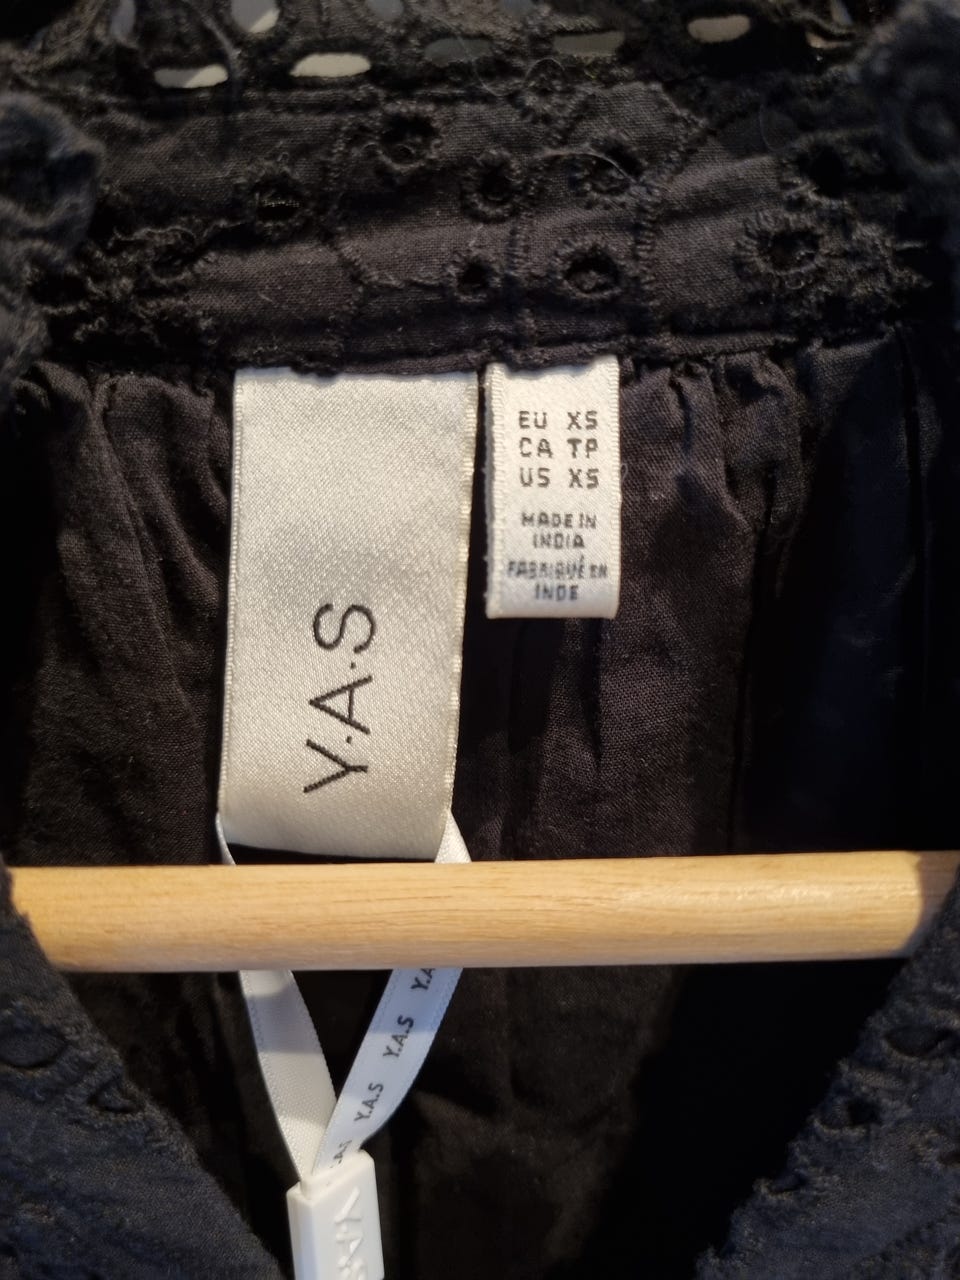 Y.A.S
EU XS
CA TP
US XS
MADE IN
INDIA
FABRIQUÉ EN
INDE
Y.A.S
Y.A.S
Y.A.S